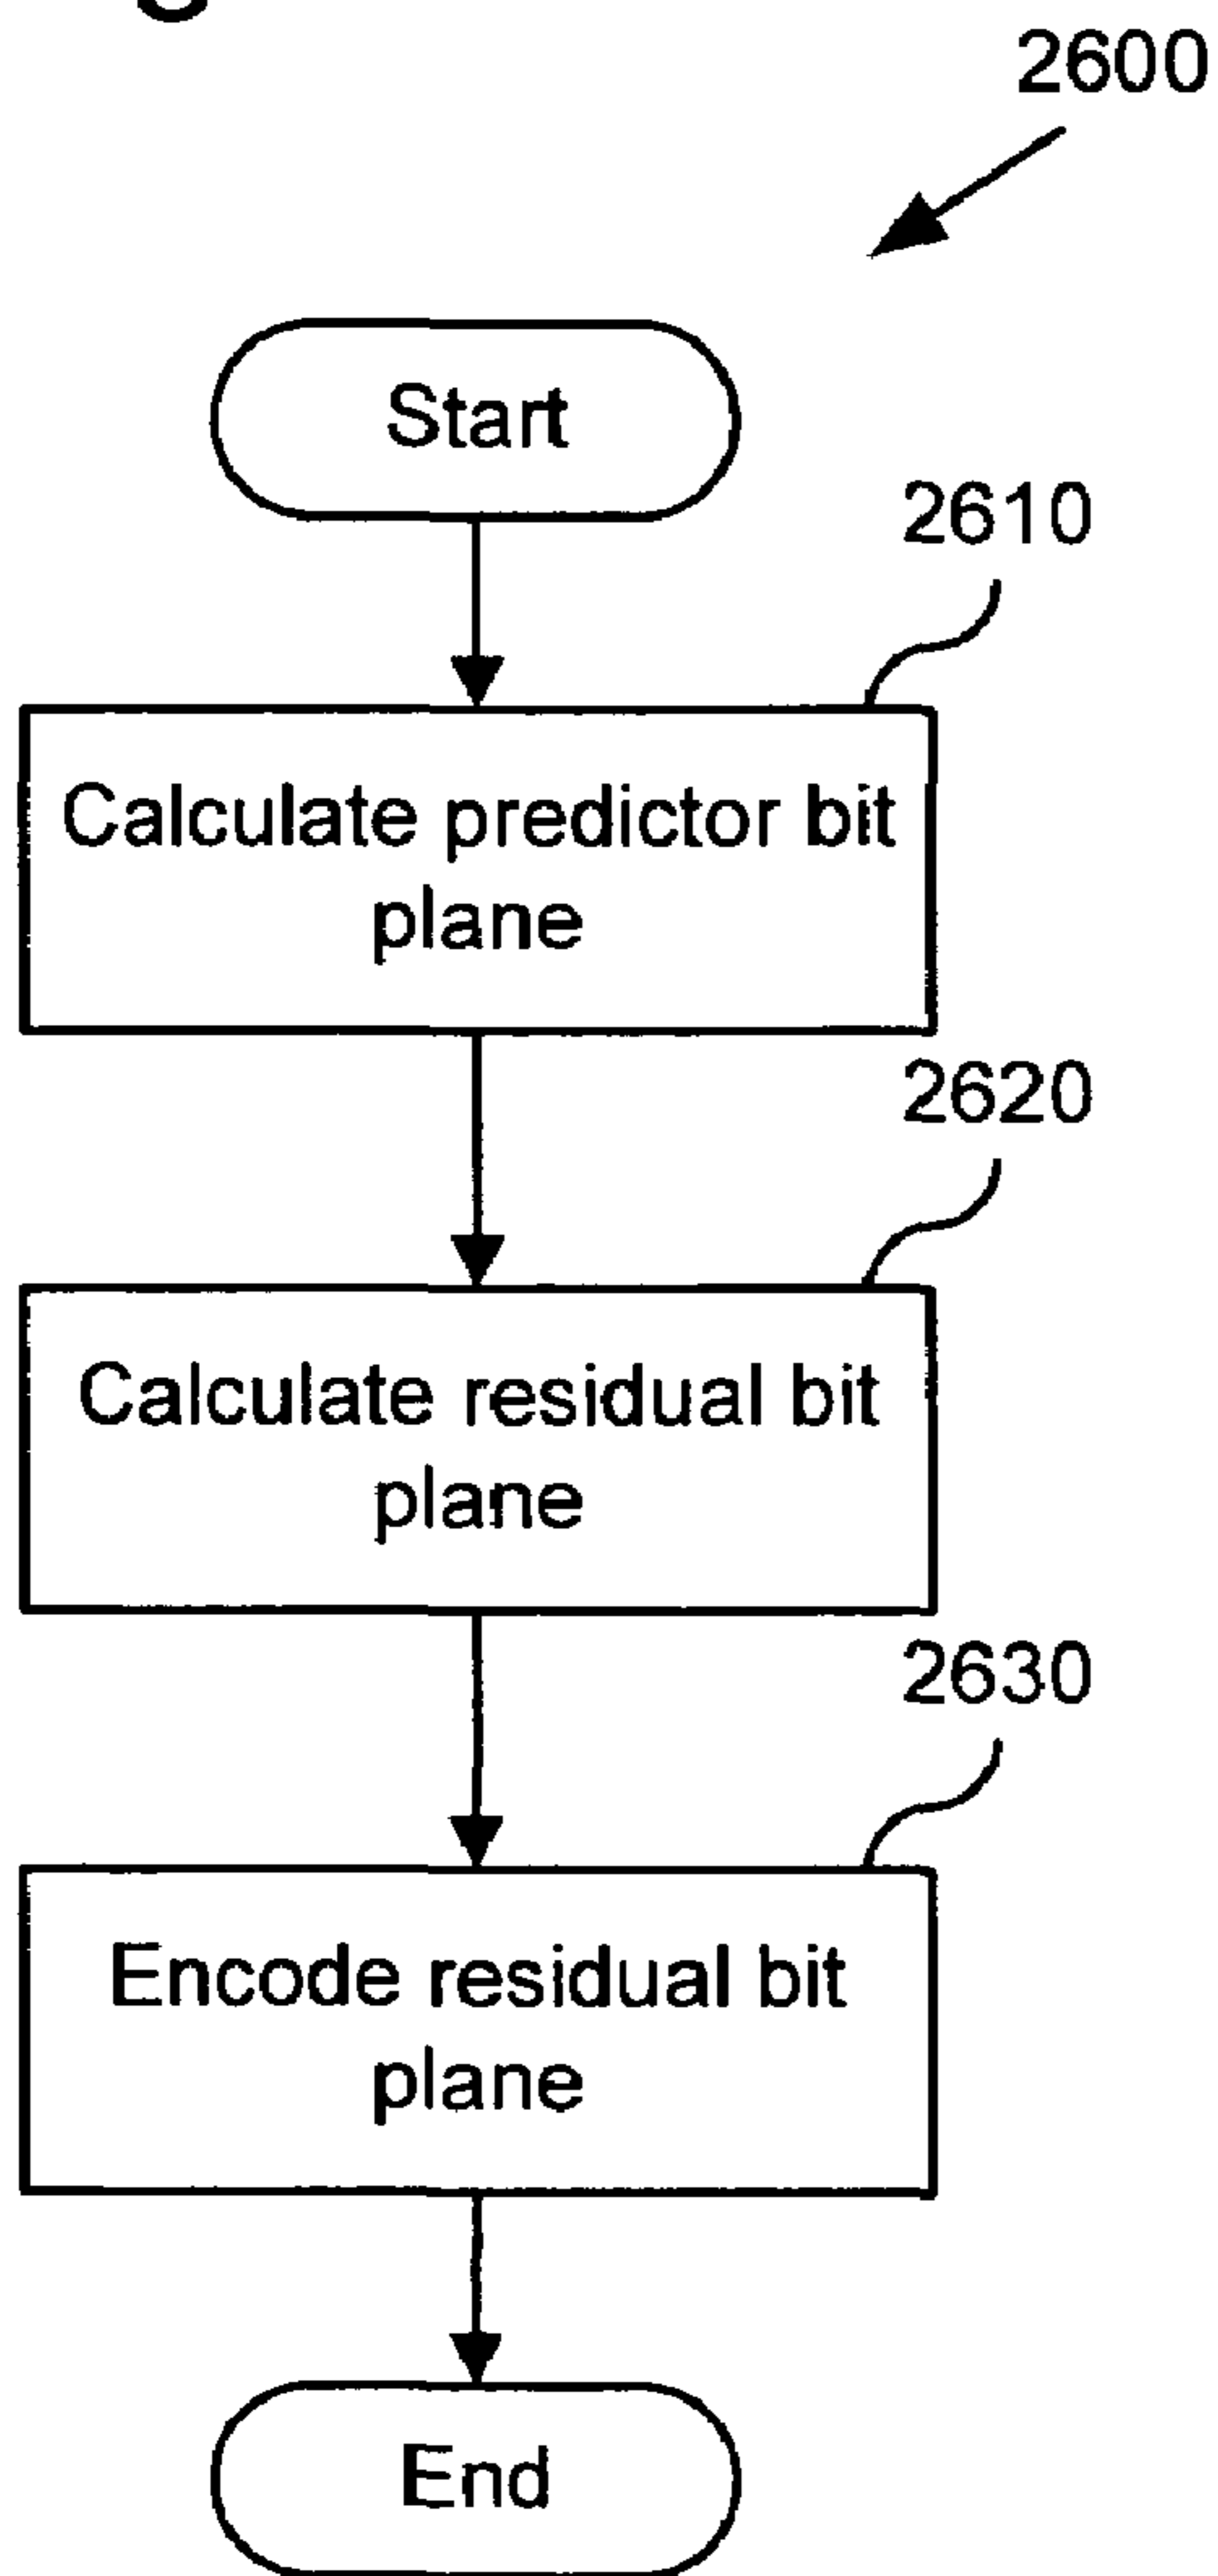 2600
Start
2610
Calculate predictor bit
plane
2620
Calculate residual bit
plane
2630
Encode residual bit
plane
End